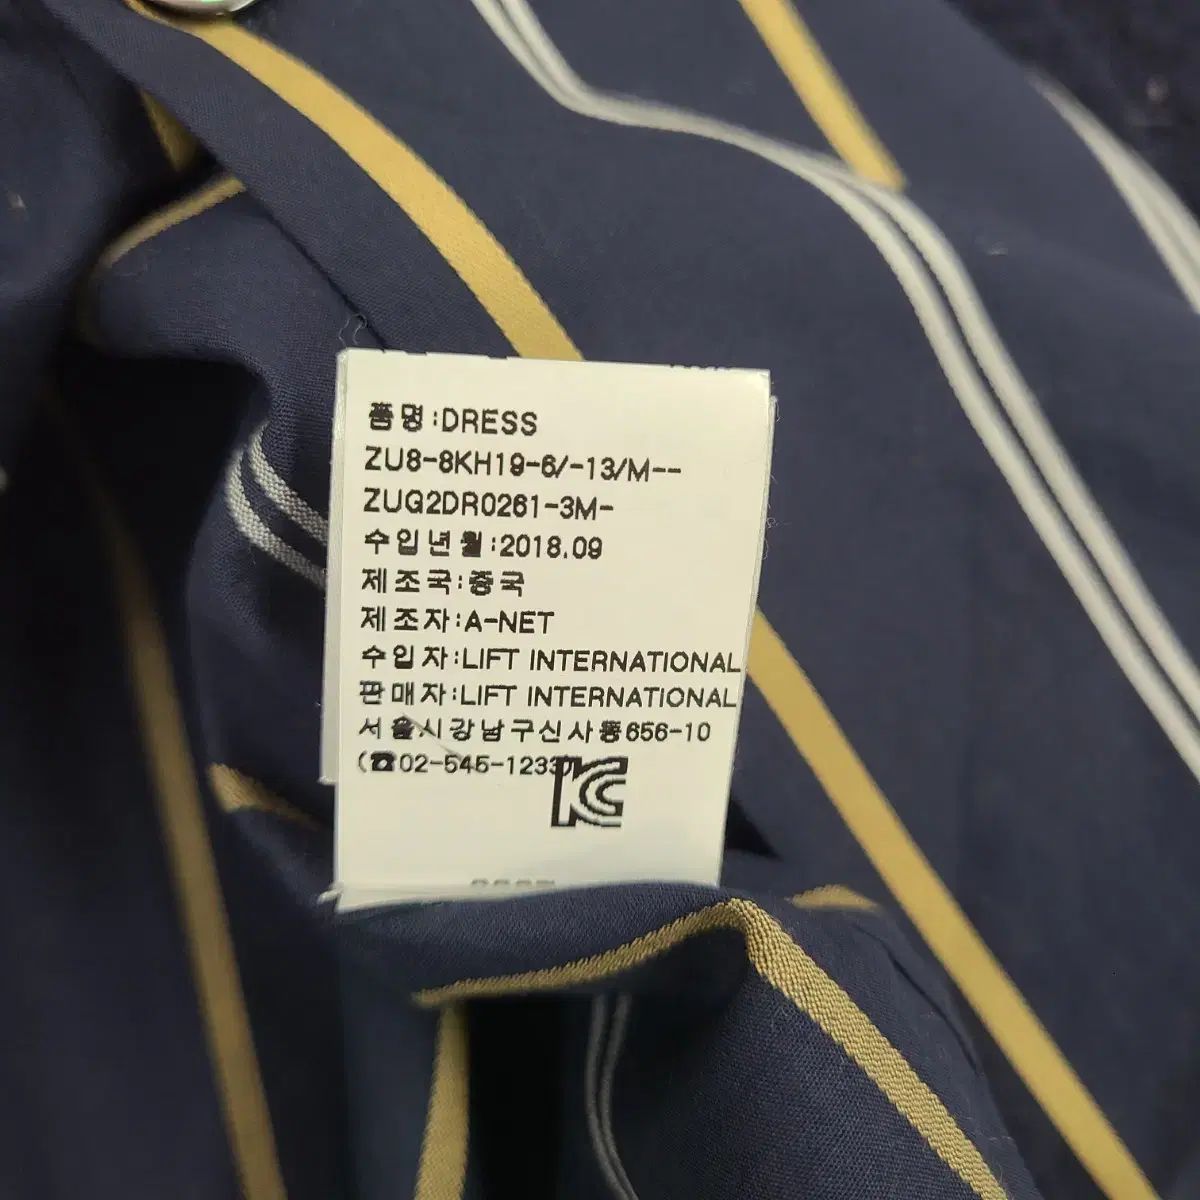 품명:DRESS
ZU8-8KH19-6/-13/M--
ZUG2DR0261-3M-
수입년월:2018.09
제조국:중국
제조자:A-NET
수입자:LIFT INTERNATIONAL
판매자:LIFT INTERNATIONAL
서울시강남구신사동656-10
(☎02-545-1233)
KC